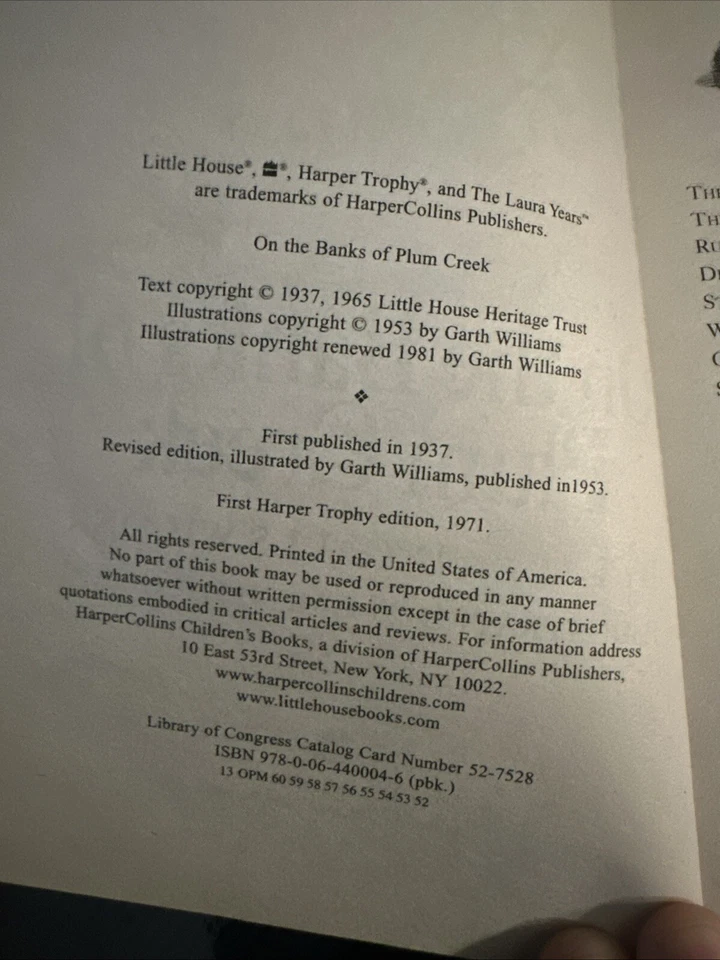 Little House®, ®, Harper Trophy®, and The Laura Years™
are trademarks of HarperCollins Publishers.
On the Banks of Plum Creek
Text copyright © 1937, 1965 Little House Heritage Trust
Illustrations copyright © 1953 by Garth Williams
Illustrations copyright renewed 1981 by Garth Williams
❖
First published in 1937.
Revised edition, illustrated by Garth Williams, published in1953.
First Harper Trophy edition, 1971.
All rights reserved. Printed in the United States of America.
No part of this book may be used or reproduced in any manner
whatsoever without written permission except in the case of brief
quotations embodied in critical articles and reviews. For information address
HarperCollins Children's Books, a division of HarperCollins Publishers,
10 East 53rd Street, New York, NY 10022.
www.harpercollinschildrens.com
www.littlehousebooks.com
Library of Congress Catalog Card Number 52-7528
ISBN 978-0-06-440004-6 (pbk.)
13 OPM 60 59 58 57 56 55 54 53 52